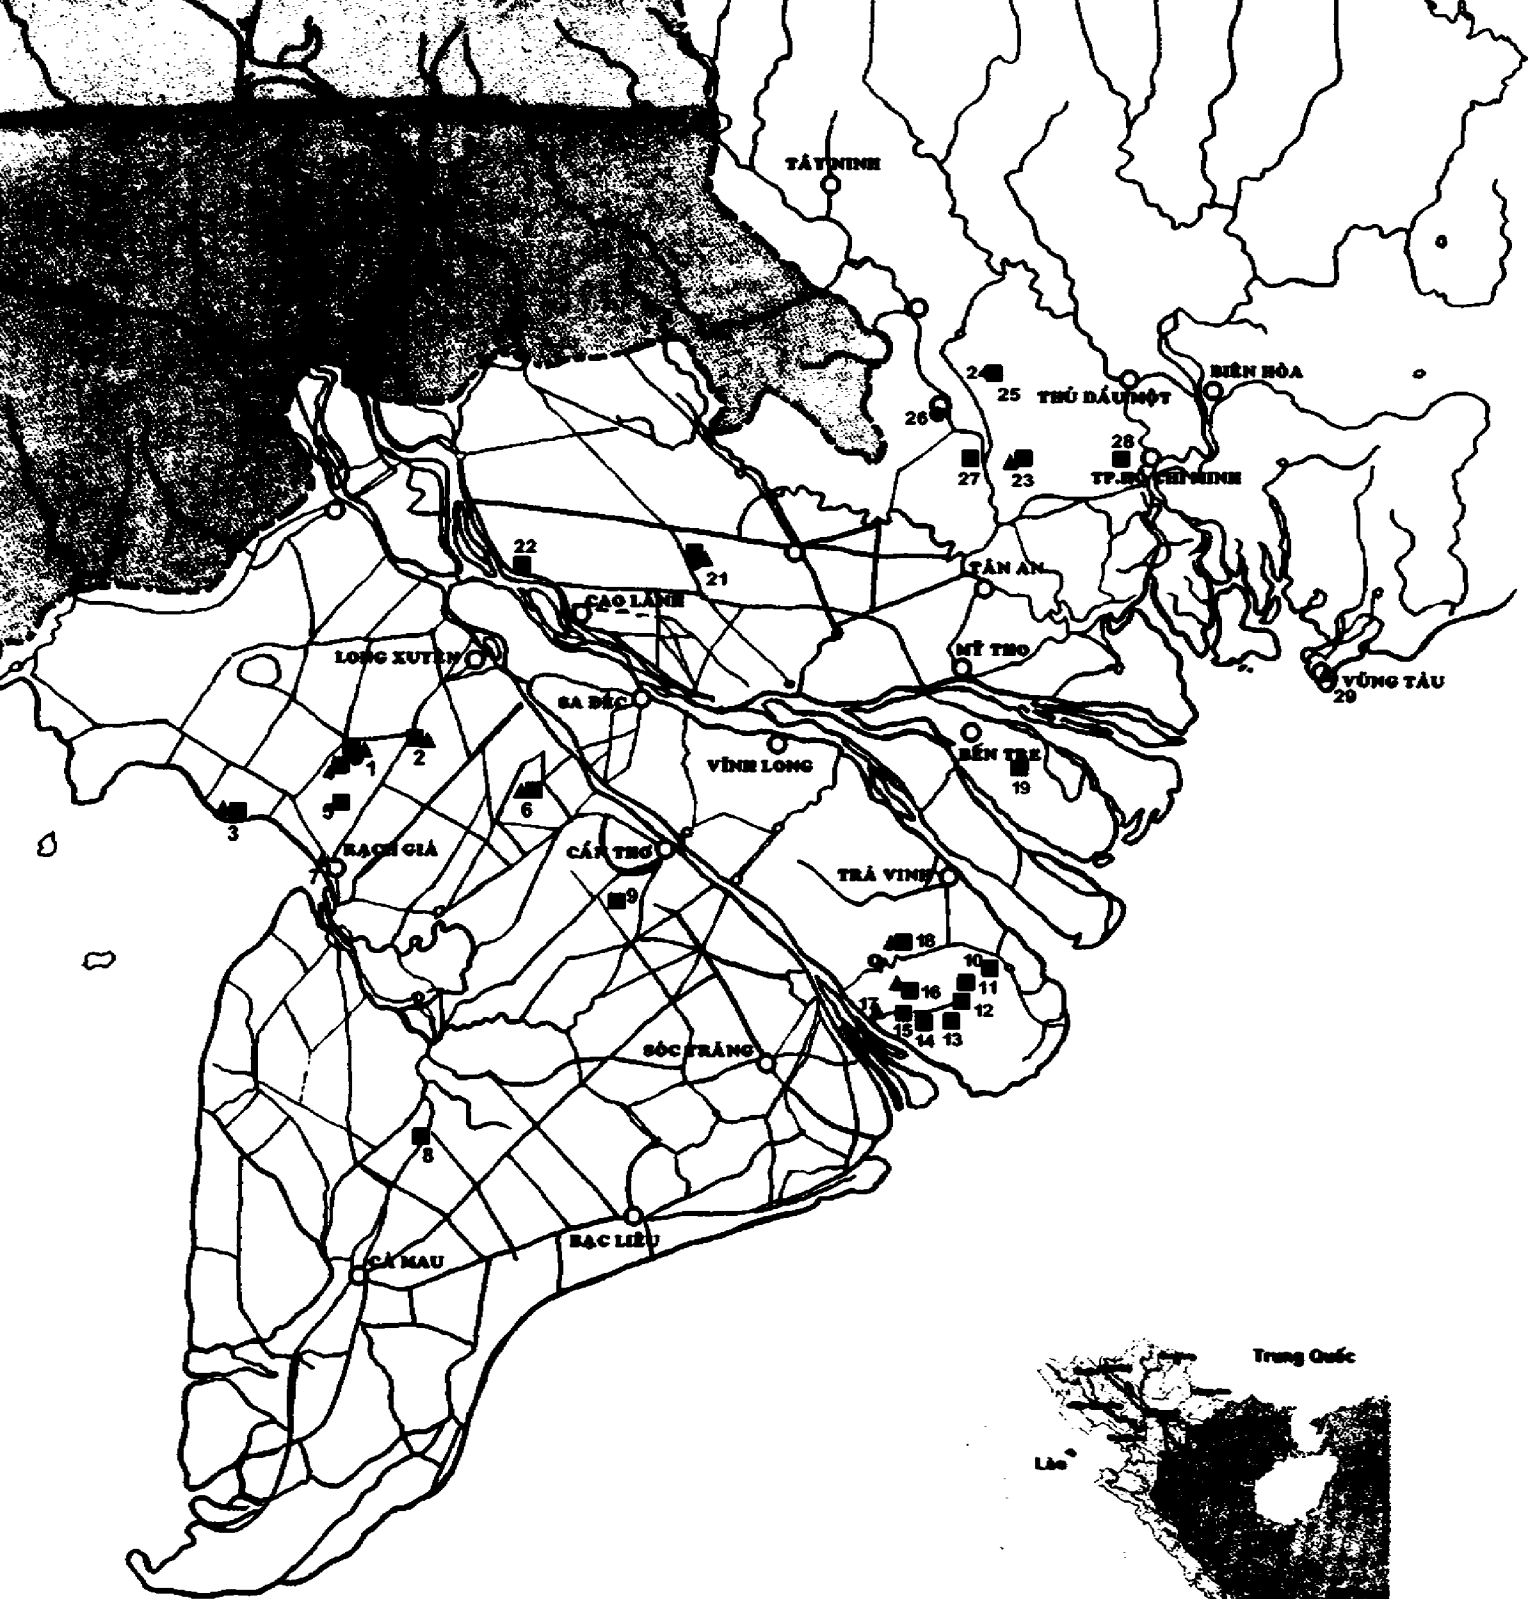 TÂY NINH
BIÊN HÒA
24
25
THỦ DẦU MỘT
26
28
27
23
TP.HỒ CHÍ MINH
22
21
TÂN AN
CAO LÃNH
LONG XUYÊN
MỸ THO
SA ĐÉC
VŨNG TÀU
29
1
2
4
VĨNH LONG
BẾN TRE
19
5
6
3
RẠCH GIÁ
7
CẦN THƠ
TRÀ VINH
9
18
10
11
16
17
12
15
14
13
SÓC TRĂNG
8
BẠC LIÊU
CÀ MAU
Trung Quốc
Lào